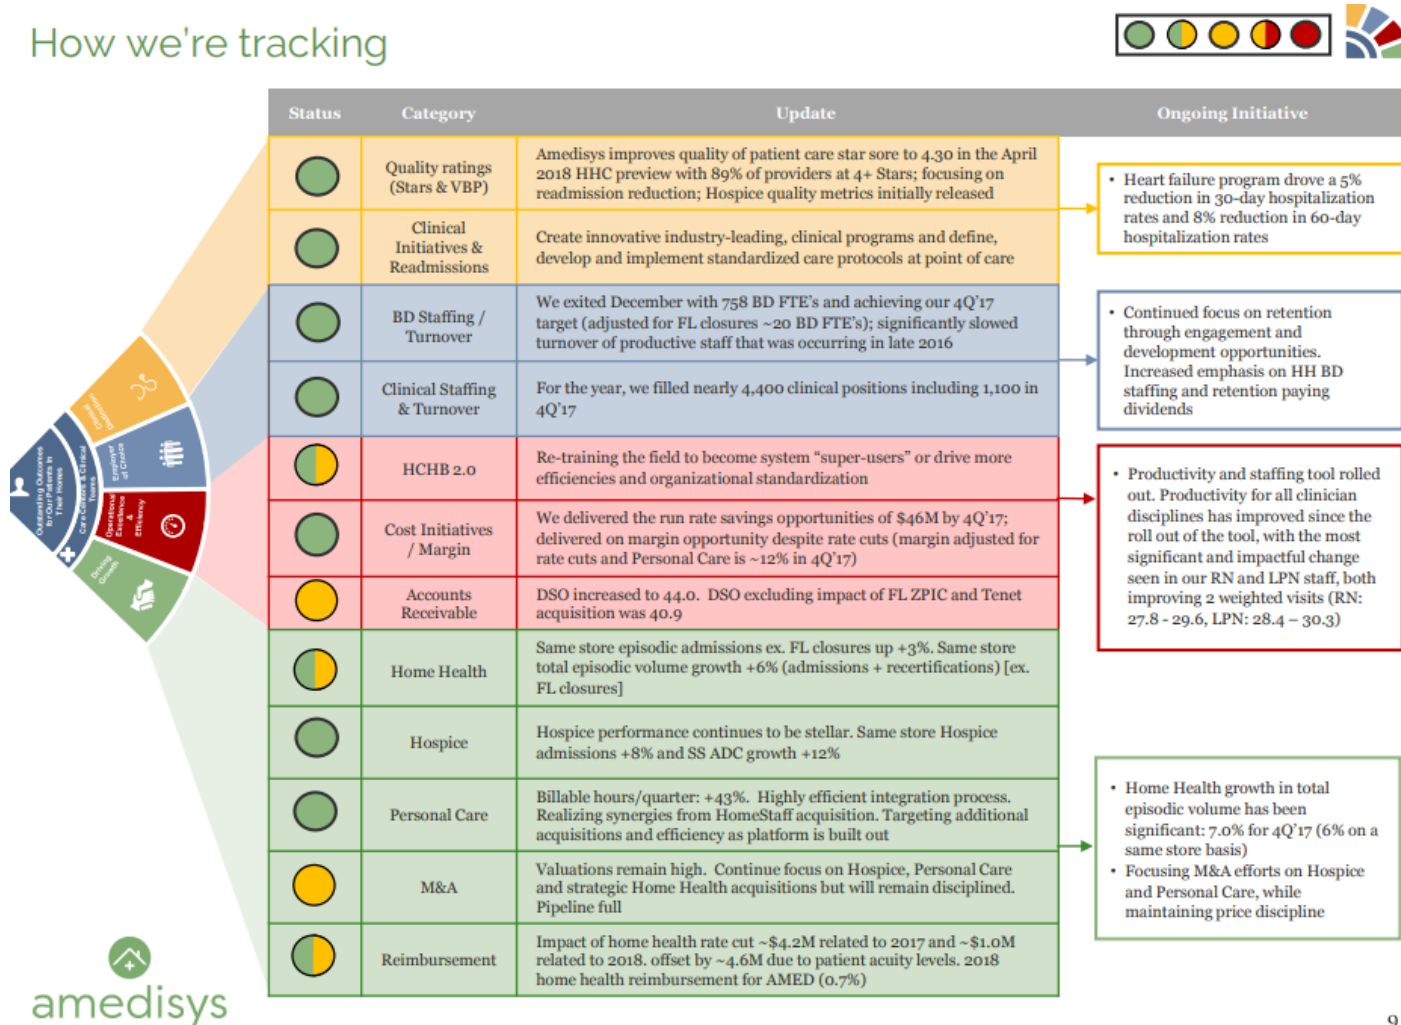 How we're tracking
Status
Category
Update
Ongoing Initiative
Quality ratings
(Stars & VBP)
Amedisys improves quality of patient care star sore to 4.30 in the April
2018 HHC preview with 89% of providers at 4+ Stars; focusing on
readmission reduction; Hospice quality metrics initially released
Clinical
Initiatives &
Readmissions
Create innovative industry-leading, clinical programs and define,
develop and implement standardized care protocols at point of care
• Heart failure program drove a 5%
reduction in 30-day hospitalization
rates and 8% reduction in 60-day
hospitalization rates
BD Staffing /
Turnover
We exited December with 758 BD FTE's and achieving our 4Q'17
target (adjusted for FL closures ~20 BD FTE's); significantly slowed
turnover of productive staff that was occurring in late 2016
Clinical Staffing
& Turnover
For the year, we filled nearly 4,400 clinical positions including 1,100 in
4Q'17
• Continued focus on retention
through engagement and
development opportunities.
Increased emphasis on HH BD
staffing and retention paying
dividends
HCHB 2.0
Re-training the field to become system “super-users” or drive more
efficiencies and organizational standardization
Cost Initiatives
/ Margin
We delivered the run rate savings opportunities of $46M by 4Q'17;
delivered on margin opportunity despite rate cuts (margin adjusted for
rate cuts and Personal Care is ~12% in 4Q'17)
Accounts
Receivable
DSO increased to 44.0.  DSO excluding impact of FL ZPIC and Tenet
acquisition was 40.9
• Productivity and staffing tool rolled
out. Productivity for all clinician
disciplines has improved since the
roll out of the tool, with the most
significant and impactful change
seen in our RN and LPN staff, both
improving 2 weighted visits (RN:
27.8 - 29.6, LPN: 28.4 – 30.3)
Home Health
Same store episodic admissions ex. FL closures up +3%. Same store
total episodic volume growth +6% (admissions + recertifications) [ex.
FL closures]
Hospice
Hospice performance continues to be stellar. Same store Hospice
admissions +8% and SS ADC growth +12%
Personal Care
Billable hours/quarter: +43%.  Highly efficient integration process.
Realizing synergies from HomeStaff acquisition. Targeting additional
acquisitions and efficiency as platform is built out
M&A
Valuations remain high.  Continue focus on Hospice, Personal Care
and strategic Home Health acquisitions but will remain disciplined.
Pipeline full
Reimbursement
Impact of home health rate cut ~$4.2M related to 2017 and ~$1.0M
related to 2018. offset by ~4.6M due to patient acuity levels. 2018
home health reimbursement for AMED (0.7%)
• Home Health growth in total
episodic volume has been
significant: 7.0% for 4Q'17 (6% on a
same store basis)
• Focusing M&A efforts on Hospice
and Personal Care, while
maintaining price discipline
Outstanding Outcomes
for Our Patients In
Their Homes
Care Centers & Clinical
Teams
Clinical
Distinction
Employer
of Choice
Operational
Excellence
&
Efficiency
Driving
Growth
amedisys
9